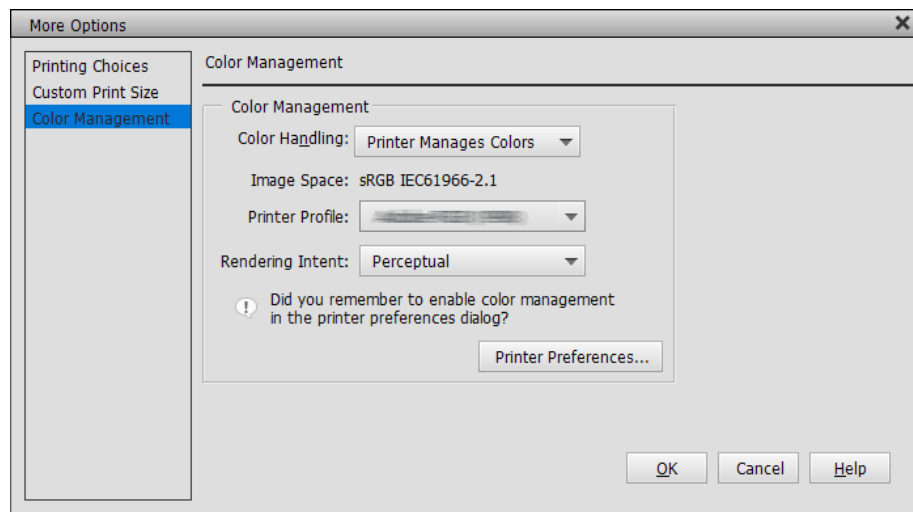 More Options
Printing Choices
Custom Print Size
Color Management
Color Management
Color Management
Color Handling: Printer Manages Colors
Image Space: sRGB IEC61966-2.1
Printer Profile:
Rendering Intent: Perceptual
Did you remember to enable color management
in the printer preferences dialog?
Printer Preferences...
OK Cancel Help